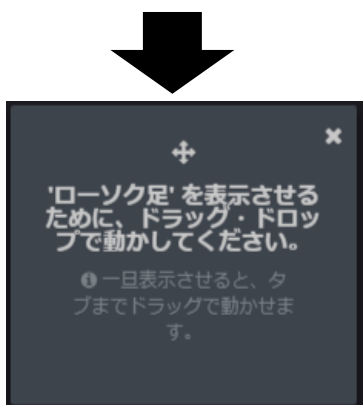 'ローソク足' を表示させる
ために、ドラッグ・ドロッ
プで動かしてください。
一旦表示させると、タ
ブまでドラッグで動かせま
す。